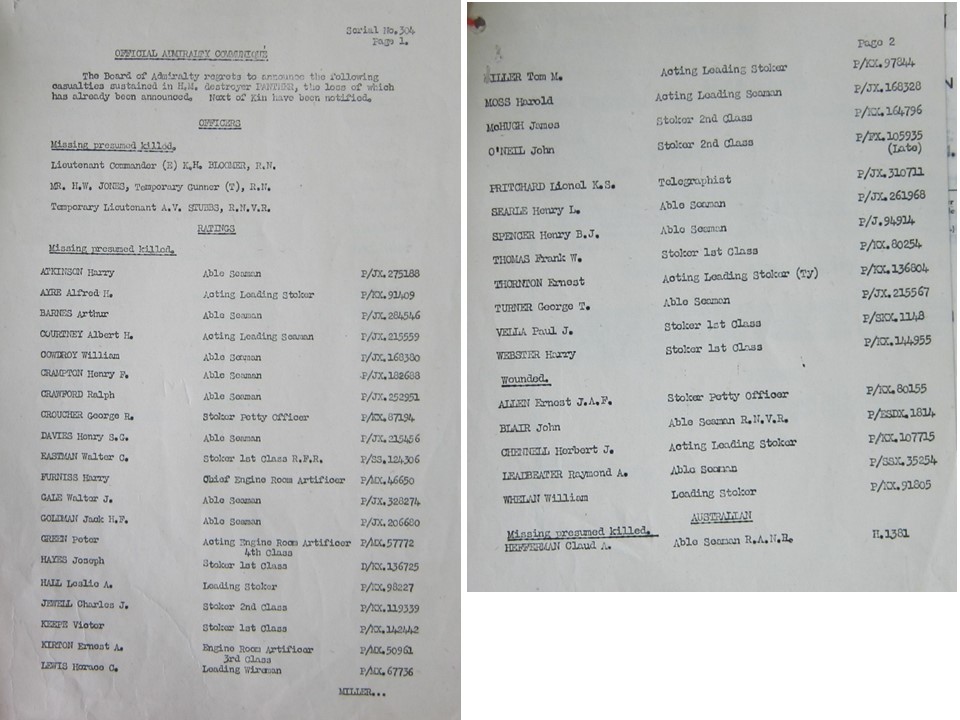 Serial No.304
Page 1.
OFFICIAL ADMIRALTY COMMUNIQUÉ
The Board of Admiralty regrets to announce the following
casualties sustained in H.M. destroyer PANTHER, the loss of which
has already been announced. Next of Kin have been notified.
OFFICERS
Missing presumed killed.
Lieutenant Commander (E) K.H. BLOOMER, R.N.
MR. H.W. JONES, Temporary Gunner (T), R.N.
Temporary Lieutenant A.V. STUBBS, R.N.V.R.
RATINGS
Missing presumed killed.
ATKINSON Harry Able Seaman P/JX.275188
AYRE Alfred H. Acting Leading Stoker P/KX.91409
BARNES Arthur Able Seaman P/JX.284546
COURTNEY Albert H. Acting Leading Seaman P/JX.215559
COWDROY William Able Seaman P/JX.168380
CRAMPTON Henry F. Able Seaman P/JX.182688
CRAWFORD Ralph Able Seaman P/JX.252951
CROUCHER George R. Stoker Petty Officer P/KX.87194
DAVIES Henry S.G. Able Seaman P/JX.215456
EASTMAN Walter C. Stoker 1st Class R.F.R. P/SS.124306
FURNISS Harry Chief Engine Room Artificer P/MX.46650
GALE Walter J. Able Seaman P/JX.328274
GOLDMAN Jack H.F. Able Seaman P/JX.206680
GREEN Peter Acting Engine Room Artificer P/MX.57772
4th Class
HAYES Joseph Stoker 1st Class D/KX.136725
HALL Leslie A. Leading Stoker P/KX.98227
JEWELL Charles J. Stoker 2nd Class P/KX.119339
KEEPE Victor Stoker 1st Class P/KX.142442
KIRTON Ernest A. Engine Room Artificer P/MX.50961
3rd Class
LEWIS Horace C. Leading Wireman P/MX.67736
MILLER...
Page 2
MILLER Tom M. Acting Leading Stoker P/KX.97844
MOSS Harold Acting Leading Seaman P/JX.168328
McHUGH James Stoker 2nd Class P/KX.164796
O'NEIL John Stoker 2nd Class P/FX.105935
(Late)
PRITCHARD Lionel K.S. Telegraphist P/JX.310711
SEARLE Henry L. Able Seaman P/JX.261968
SPENCER Henry B.J. Able Seaman P/J.94914
THOMAS Frank W. Stoker 1st Class P/KX.80254
THORNTON Ernest Acting Leading Stoker (Ty) P/KX.136804
TURNER George T. Able Seaman P/JX.215567
VELLA Paul J. Stoker 1st Class P/SKX.1148
WEBSTER Harry Stoker 1st Class P/KX.144955
Wounded.
ALLEN Ernest J.A.F. Stoker Petty Officer P/KX.80155
BLAIR John Able Seaman R.N.V.R. P/ESDX.1814
CHENNELL Herbert J. Acting Leading Stoker P/KX.107715
LEADBEATER Raymond A. Able Seaman P/SSX.35254
WHELAN William Leading Stoker P/KX.91805
AUSTRALIAN
Missing presumed killed.
HEFFERMAN Claud A. Able Seaman R.A.N.R. H.1381